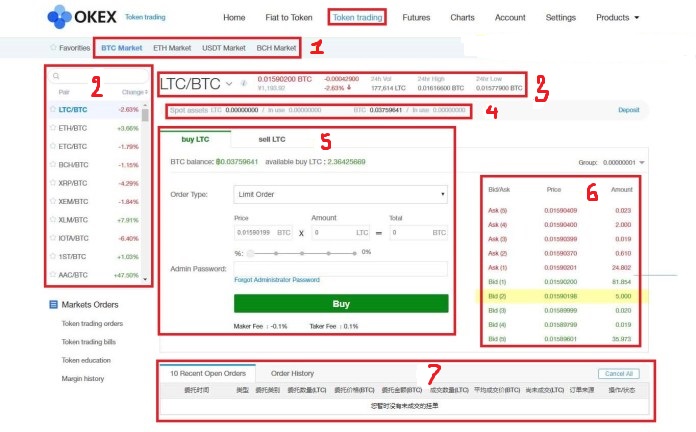 OKEX Token trading Home Fiat to Token Token trading Futures Charts Account Settings Products
Favorities BTC Market ETH Market USDT Market BCH Market 1
2
Pair Change
LTC/BTC -2.63%
ETH/BTC +3.66%
ETC/BTC -1.79%
BCH/BTC -1.15%
XRP/BTC -4.29%
XEM/BTC -1.84%
XLM/BTC +7.91%
IOTA/BTC -6.40%
1ST/BTC +1.03%
AAC/BTC +47.50%
Markets Orders
Token trading orders
Token trading bills
Token education
Margin history
LTC/BTC 0.01590200 BTC -0.00042900 24h Vol 24hr High 24hr Low 3
¥1,193.92 -2.63% 177,614 LTC 0.01616600 BTC 0.01577900 BTC
Spot assets LTC 0.00000000 / In use 0.00000000 BTC 0.03759641 / In use 0.00000000 4 Deposit
buy LTC sell LTC 5
BTC balance: ฿0.03759641 available buy LTC : 2.36425669 Group: 0.00000001
Order Type: Limit Order
Price Amount Total
0.01590199 BTC X 0 LTC = 0 BTC
%: 0%
Admin Password:
Forgot Administrator Password
Buy
Maker Fee : -0.1% Taker Fee : 0.1%
6
Bid/Ask Price Amount
Ask (5) 0.01590409 0.023
Ask (4) 0.01590400 2.000
Ask (3) 0.01590399 0.019
Ask (2) 0.01590370 0.610
Ask (1) 0.01590201 24.802
Bid (1) 0.01590200 81.854
Bid (2) 0.01590198 5.000
Bid (3) 0.01589999 0.020
Bid (4) 0.01589799 0.019
Bid (5) 0.01589601 35.973
10 Recent Open Orders Order History 7 Cancel All
委托时间 类型 委托类别 委托数量(LTC) 委托价格(BTC) 委托金额(BTC) 成交数量(LTC) 平均成交价(BTC) 尚未成交(LTC) 订单来源 操作/状态
您暂时没有未成交的挂单